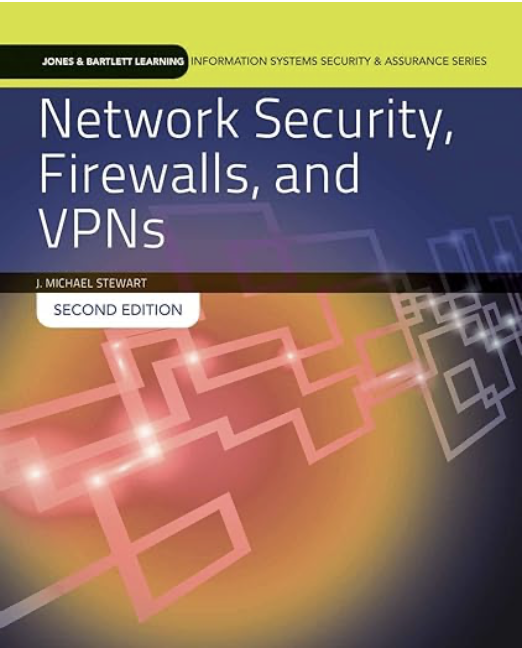 JONES & BARTLETT LEARNING INFORMATION SYSTEMS SECURITY & ASSURANCE SERIES
Network Security,
Firewalls, and
VPNs
J. MICHAEL STEWART
SECOND EDITION